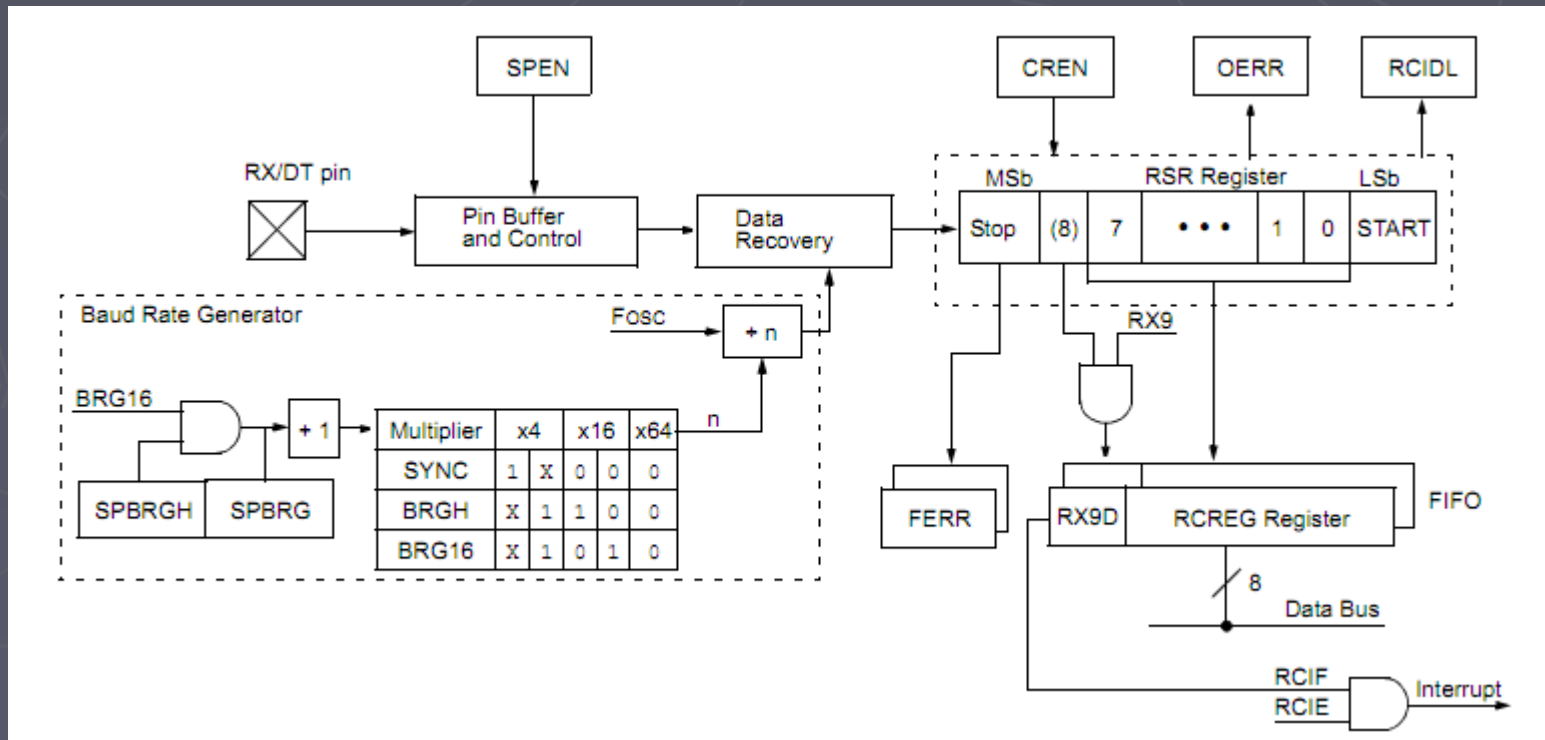 SPEN
CREN
OERR
RCIDL
RX/DT pin
MSb
RSR Register
LSb
Pin Buffer
and Control
Data
Recovery
Stop (8) 7 • • • 1 0 START
Baud Rate Generator
Fosc
+ n
RX9
BRG16
+ 1
Multiplier x4 x16 x64
n
SYNC 1 X 0 0 0
SPBRGH SPBRG
BRGH X 1 1 0 0
BRG16 X 1 0 1 0
FERR
RX9D RCREG Register
FIFO
8
Data Bus
RCIF
RCIE
Interrupt